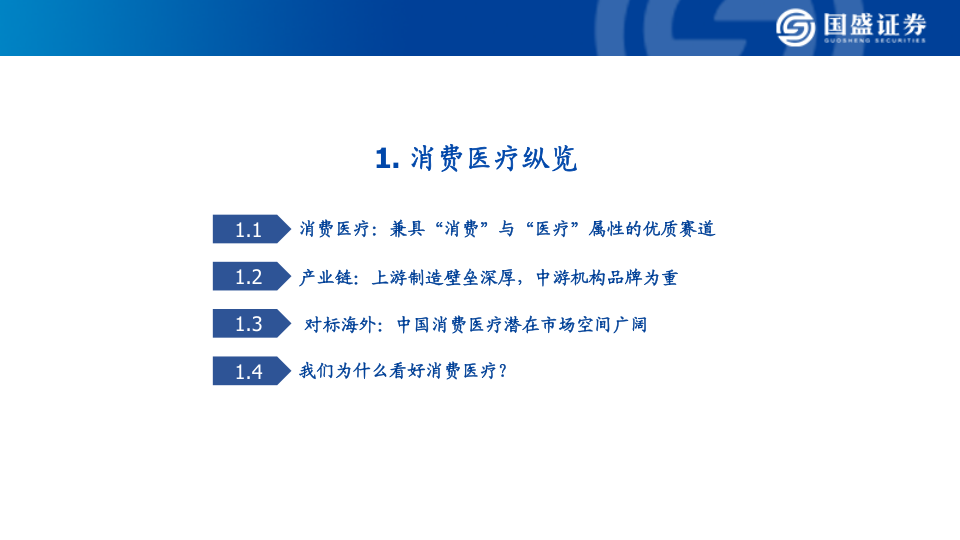 国盛证券
GUOSHENG SECURITIES
1. 消费医疗纵览
1.1 消费医疗：兼具“消费”与“医疗”属性的优质赛道
1.2 产业链：上游制造壁垒深厚，中游机构品牌为重
1.3 对标海外：中国消费医疗潜在市场空间广阔
1.4 我们为什么看好消费医疗？